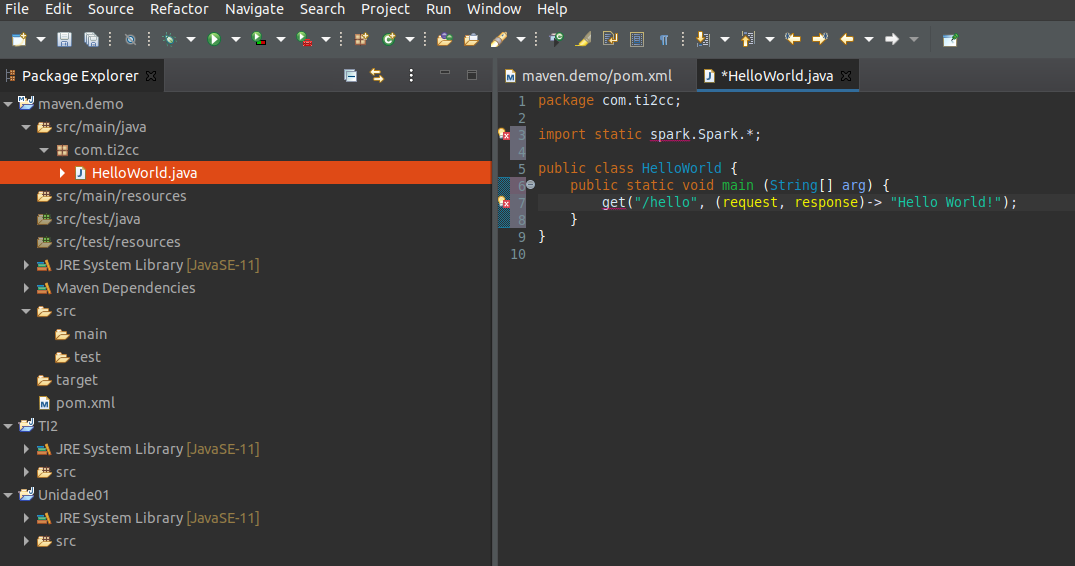 File Edit Source Refactor Navigate Search Project Run Window Help
Package Explorer
maven.demo
src/main/java
com.ti2cc
HelloWorld.java
src/main/resources
src/test/java
src/test/resources
JRE System Library [JavaSE-11]
Maven Dependencies
src
main
test
target
pom.xml
TI2
JRE System Library [JavaSE-11]
src
Unidade01
JRE System Library [JavaSE-11]
src
maven.demo/pom.xml *HelloWorld.java
1 package com.ti2cc;
2
3 import static spark.Spark.*;
4
5 public class HelloWorld {
6 public static void main (String[] arg) {
7 get("/hello", (request, response)-> "Hello World!");
8 }
9 }
10